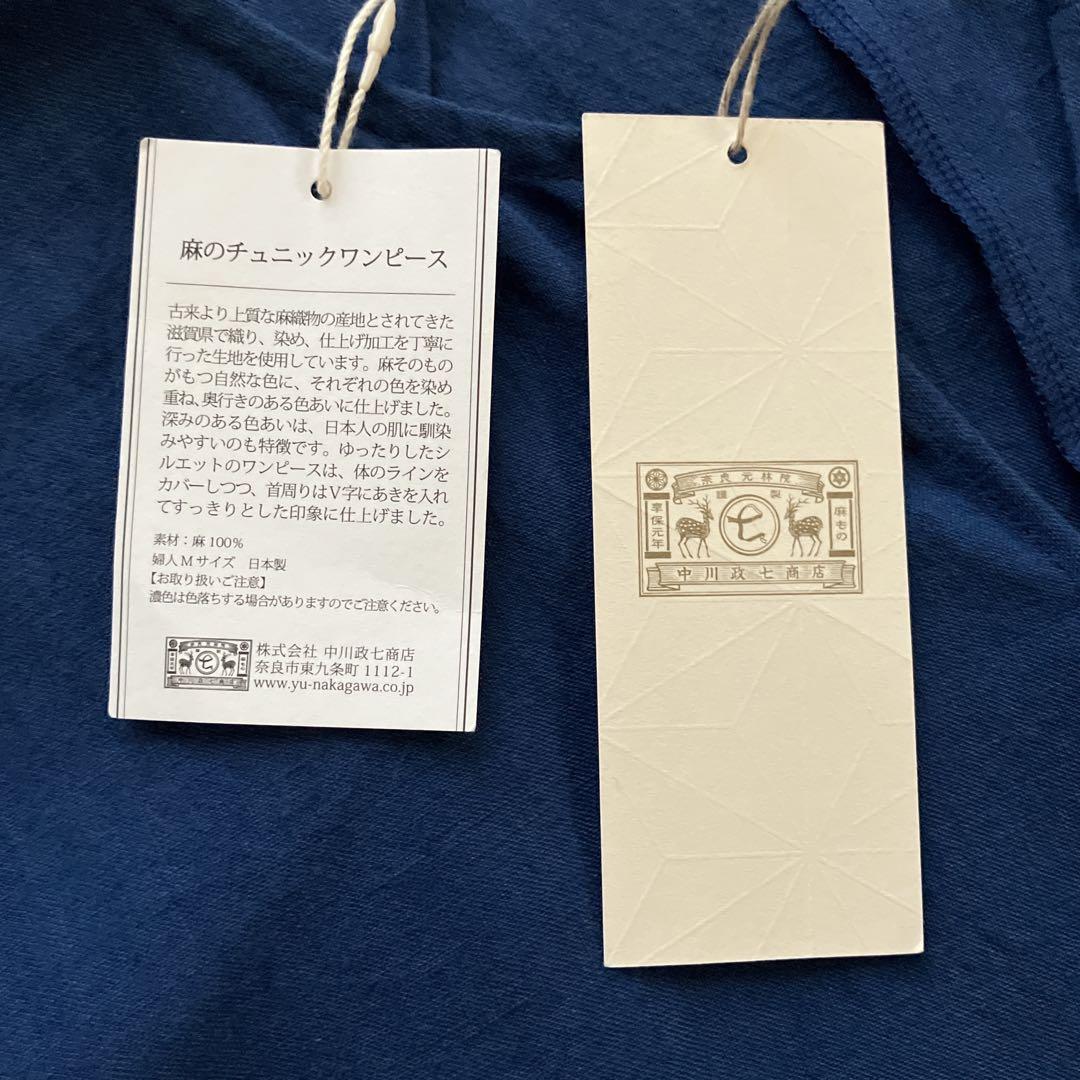 麻のチュニックワンピース
古来より上質な麻織物の産地とされてきた
滋賀県で織り、染め、仕上げ加工を丁寧に
行った生地を使用しています。麻そのもの
がもつ自然な色に、それぞれの色を染め
重ね、奥行きのある色あいに仕上げました。
深みのある色あいは、日本人の肌に馴染
みやすいのも特徴です。ゆったりしたシ
ルエットのワンピースは、体のラインを
カバーしつつ、首周りはV字にあきを入れ
てすっきりとした印象に仕上げました。
素材：麻 100%
婦人 M サイズ 日本製
【お取り扱いご注意】
濃色は色落ちする場合がありますのでご注意ください。
七
中川政七商店
株式会社 中川政七商店
奈良市東九条町 1112-1
www.yu-nakagawa.co.jp
奈良元林院
謹製
享保元年
七
麻もの
中川政七商店